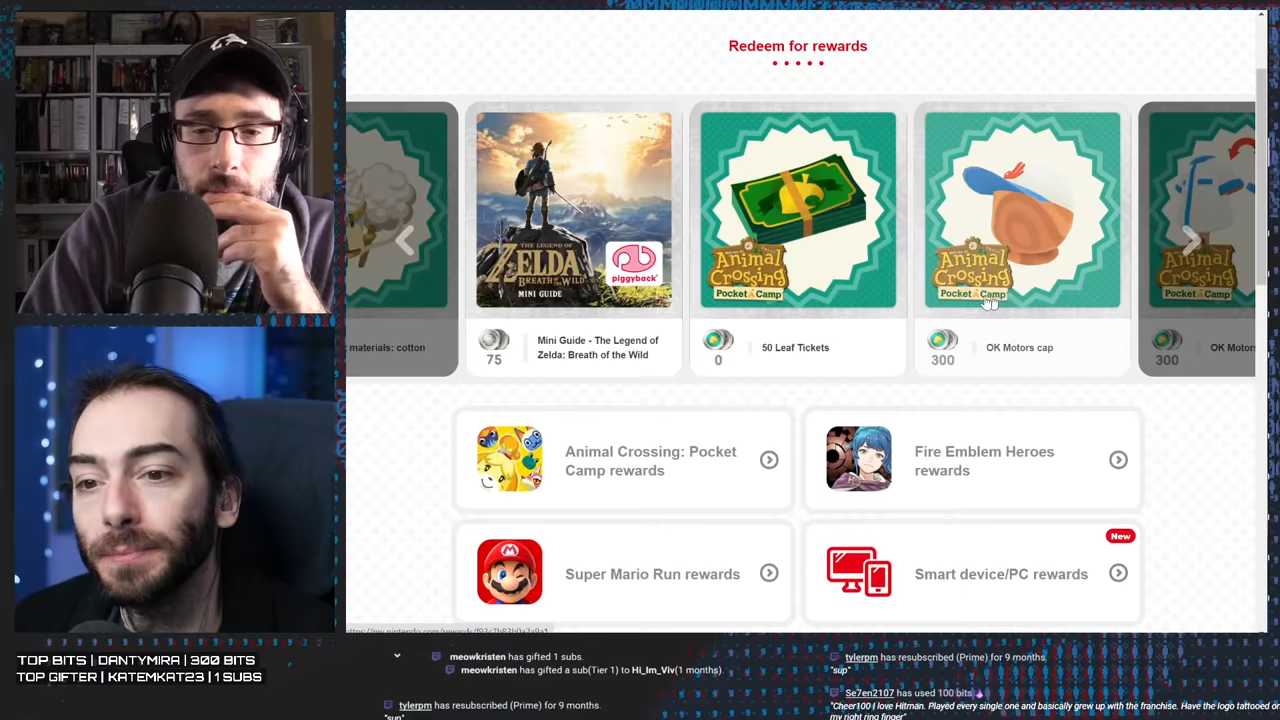 Redeem for rewards
materials: cotton
THE LEGEND OF
ZELDA
BREATH OF THE WILD
MINI GUIDE
piggyback
75
Mini Guide - The Legend of
Zelda: Breath of the Wild
Animal
Crossing
Pocket Camp
0
50 Leaf Tickets
Animal
Crossing
Pocket Camp
300
OK Motors cap
Animal
Crossing
Pocket Camp
300
OK Motors
Animal Crossing: Pocket
Camp rewards
Fire Emblem Heroes
rewards
Super Mario Run rewards
New
Smart device/PC rewards
TOP BITS | DANTYMIRA | 300 BITS
TOP GIFTER | KATEMKAT23 | 1 SUBS
meowkristen has gifted 1 subs.
meowkristen has gifted a sub(Tier 1) to Hi_Im_Viv(1 months).
tylerpm has resubscribed (Prime) for 9 months.
"sup"
tylerpm has resubscribed (Prime) for 9 months.
"sup"
Se7en2107 has used 100 bits
"Cheer100 I love Hitman. Played every single one and basically grew up with the franchise. Have the logo tattooed on
my right ring finger"